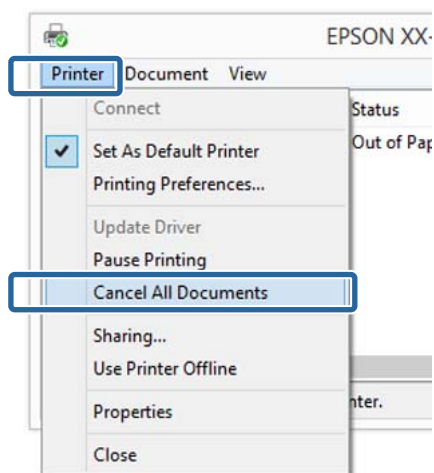 EPSON XX-
Printer Document View
Connect
Status
Set As Default Printer
Out of Pap
Printing Preferences...
Update Driver
Pause Printing
Cancel All Documents
Sharing...
Use Printer Offline
Properties
nter.
Close